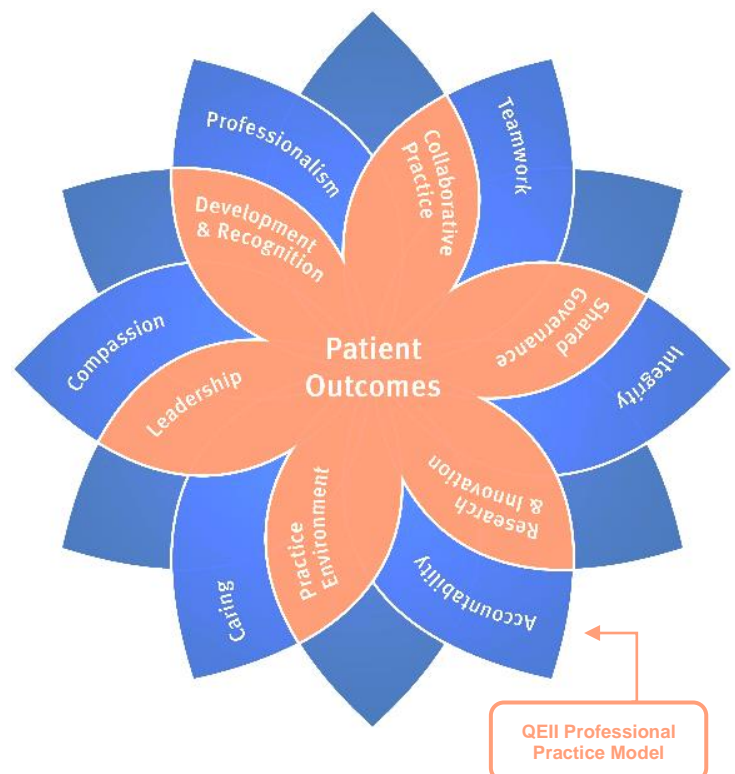 Professionalism
Teamwork
Collaborative
Practice
Development
& Recognition
Shared
Governance
Compassion
Patient
Outcomes
Integrity
Leadership
Research
& Innovation
Practice
Environment
Caring
Accountability
QEII Professional
Practice Model